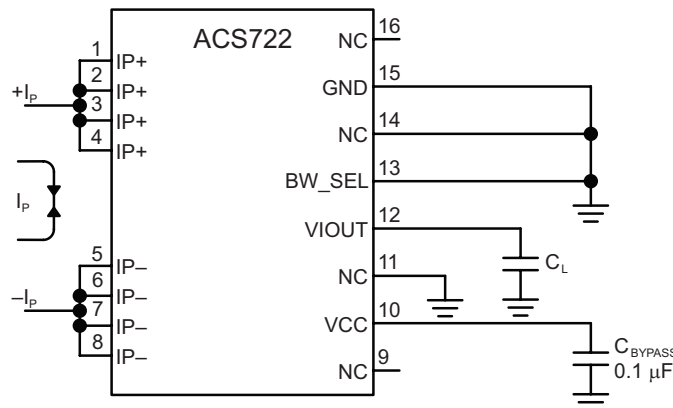 ACS722
1
IP+
2
IP+
3
IP+
4
IP+
+IP
IP
5
IP–
6
IP–
7
IP–
8
IP–
–IP
16
NC
15
GND
14
NC
13
BW_SEL
12
VIOUT
CL
11
NC
10
VCC
CBYPASS
0.1 μF
9
NC